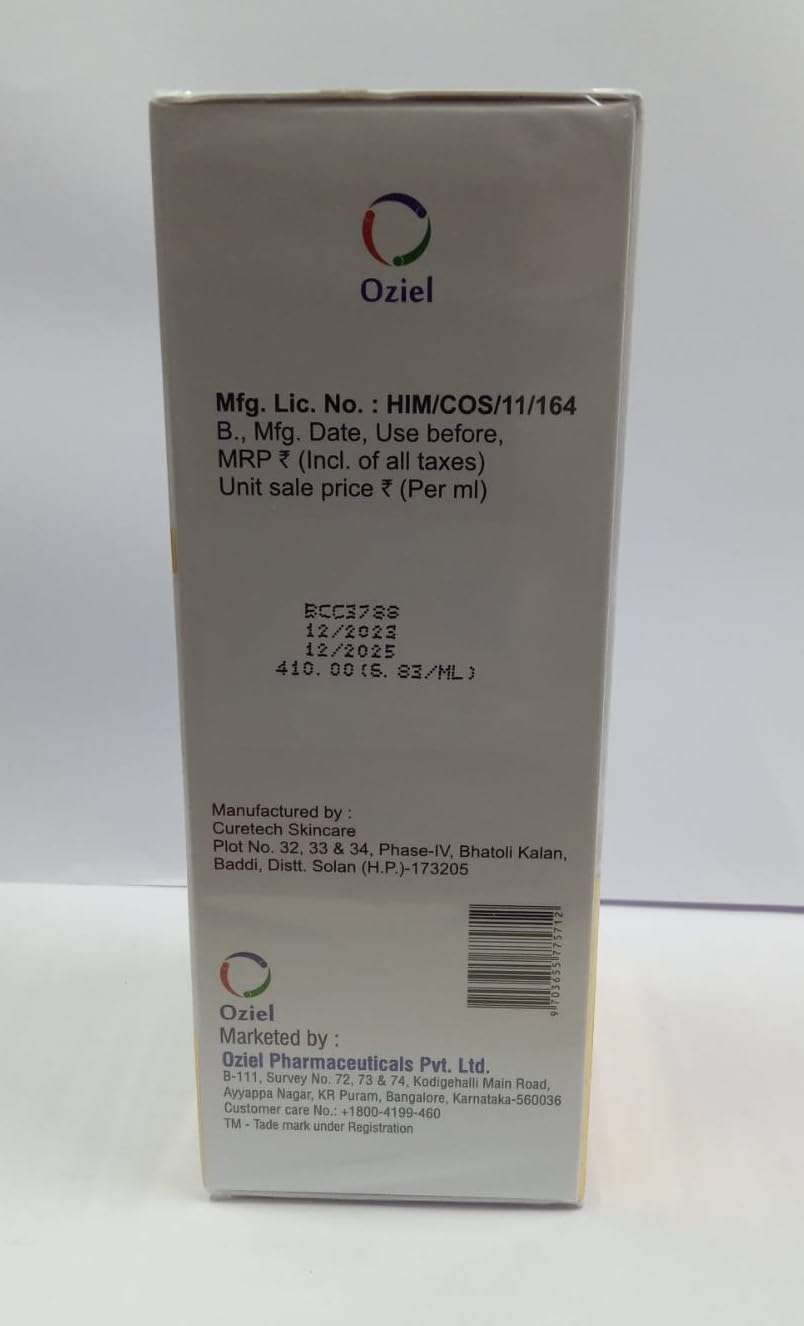 Oziel
Mfg. Lic. No. : HIM/COS/11/164
B., Mfg. Date, Use before,
MRP ₹ (Incl. of all taxes)
Unit sale price ₹ (Per ml)
BCC3788
12/2023
12/2025
410.00(6.83/ML)
Manufactured by :
Curetech Skincare
Plot No. 32, 33 & 34, Phase-IV, Bhatoli Kalan,
Baddi, Distt. Solan (H.P.)-173205
9703655775712
Oziel
Marketed by :
Oziel Pharmaceuticals Pvt. Ltd.
B-111, Survey No. 72, 73 & 74, Kodigehalli Main Road,
Ayyappa Nagar, KR Puram, Bangalore, Karnataka-560036
Customer care No.: +1800-4199-460
TM - Tade mark under Registration